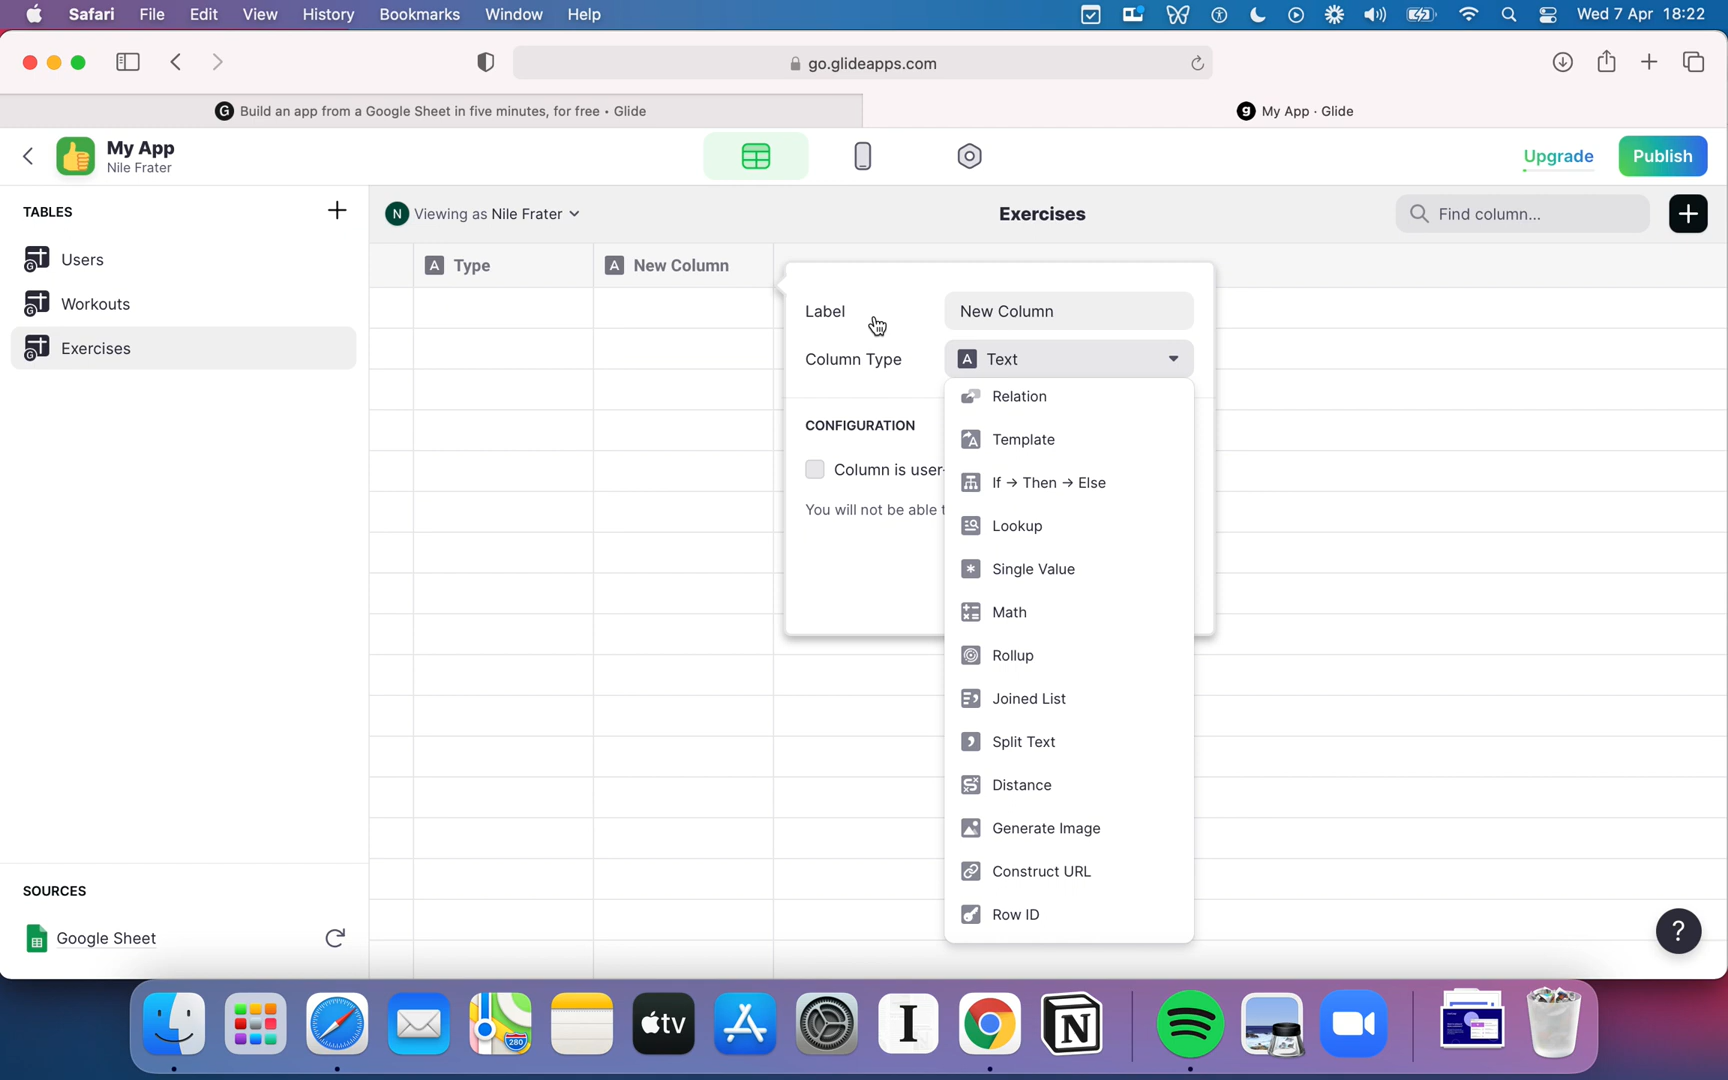 Safari File Edit View History Bookmarks Window Help Wed 7 Apr 18:22
go.glideapps.com
G Build an app from a Google Sheet in five minutes, for free • Glide
g My App · Glide
My App
Nile Frater
Upgrade
Publish
TABLES
Users
Workouts
Exercises
N Viewing as Nile Frater
Exercises
Find column...
A Type
A New Column
Label
New Column
Column Type
A Text
CONFIGURATION
Column is user-
You will not be able t
Relation
Template
If → Then → Else
Lookup
Single Value
Math
Rollup
Joined List
Split Text
Distance
Generate Image
Construct URL
Row ID
SOURCES
Google Sheet
?
280
tv